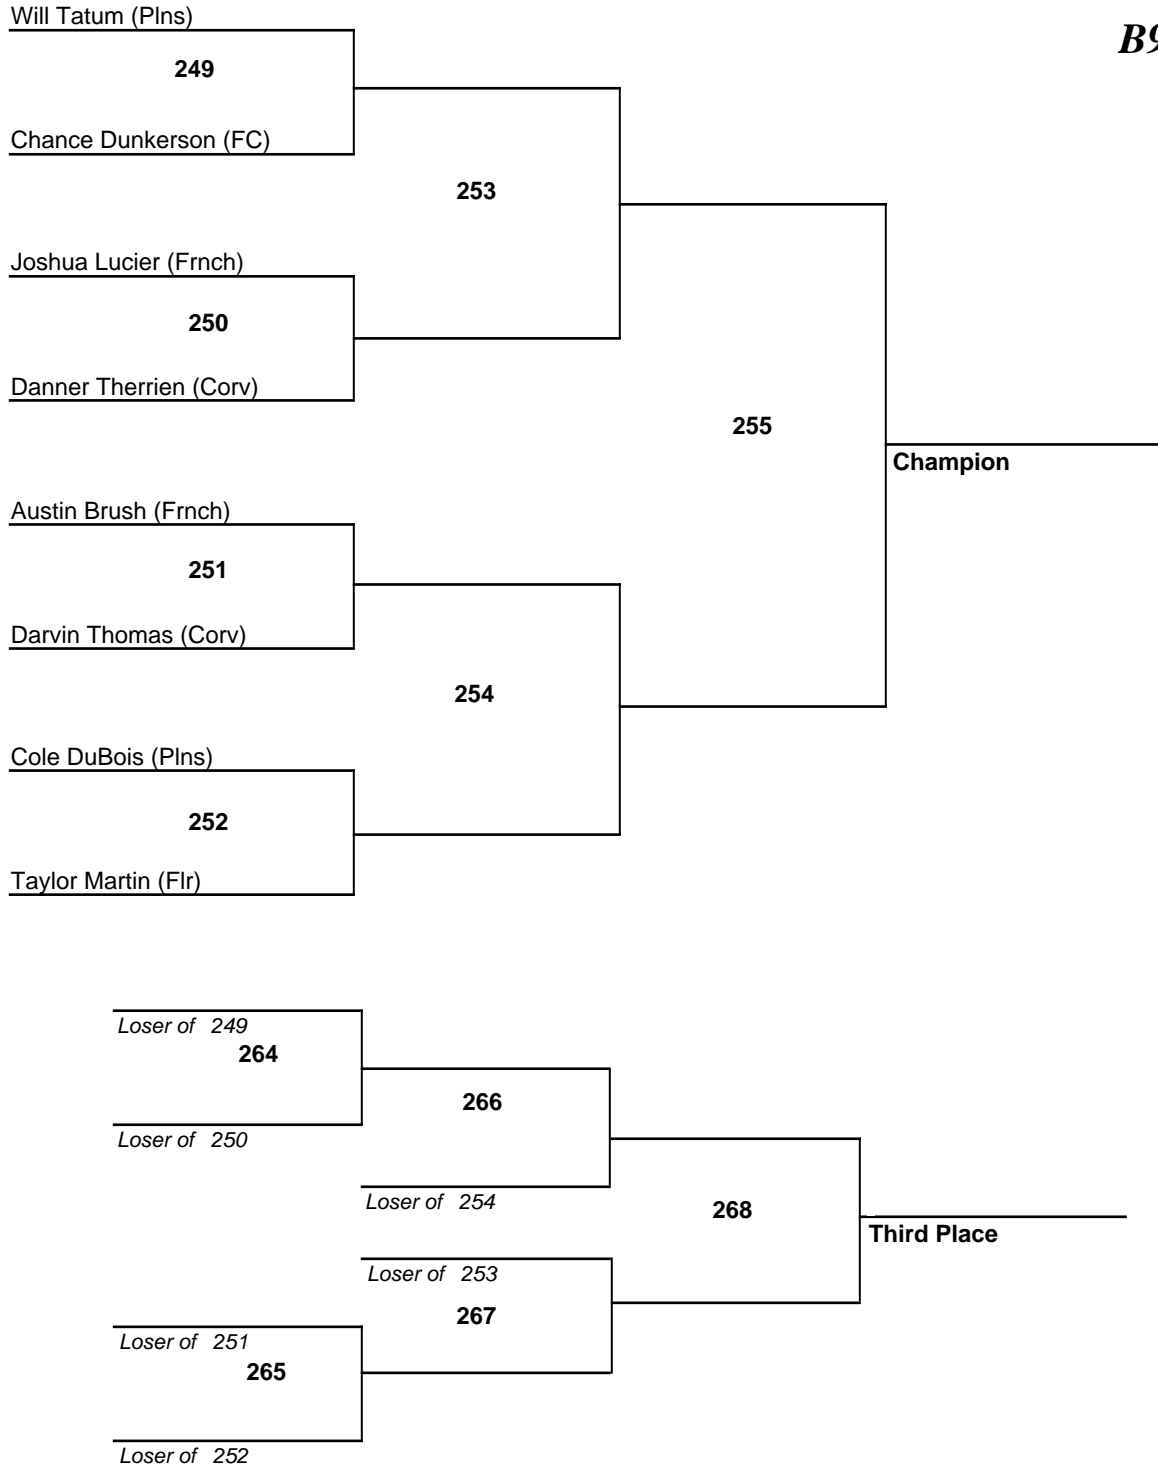 Will Tatum (Plns)
B9
249
Chance Dunkerson (FC)
253
Joshua Lucier (Frnch)
250
Danner Therrien (Corv)
255
Champion
Austin Brush (Frnch)
251
Darvin Thomas (Corv)
254
Cole DuBois (Plns)
252
Taylor Martin (Flr)
Loser of 249
264
266
Loser of 250
Loser of 254
268
Third Place
Loser of 253
267
Loser of 251
265
Loser of 252